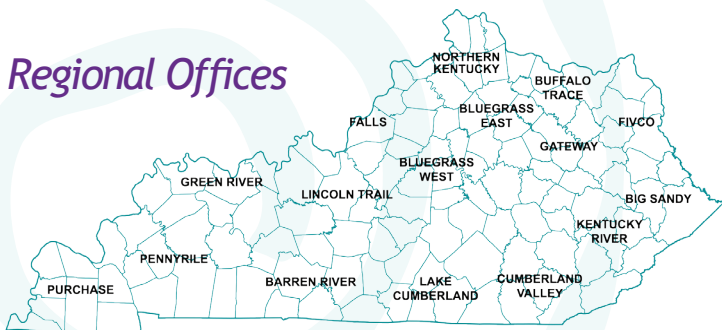 Regional Offices
NORTHERN
KENTUCKY
BUFFALO
TRACE
BLUEGRASS
EAST
FALLS
FIVCO
GATEWAY
BLUEGRASS
WEST
GREEN RIVER
LINCOLN TRAIL
BIG SANDY
KENTUCKY
RIVER
PENNYRILE
BARREN RIVER
LAKE
CUMBERLAND
CUMBERLAND
VALLEY
PURCHASE